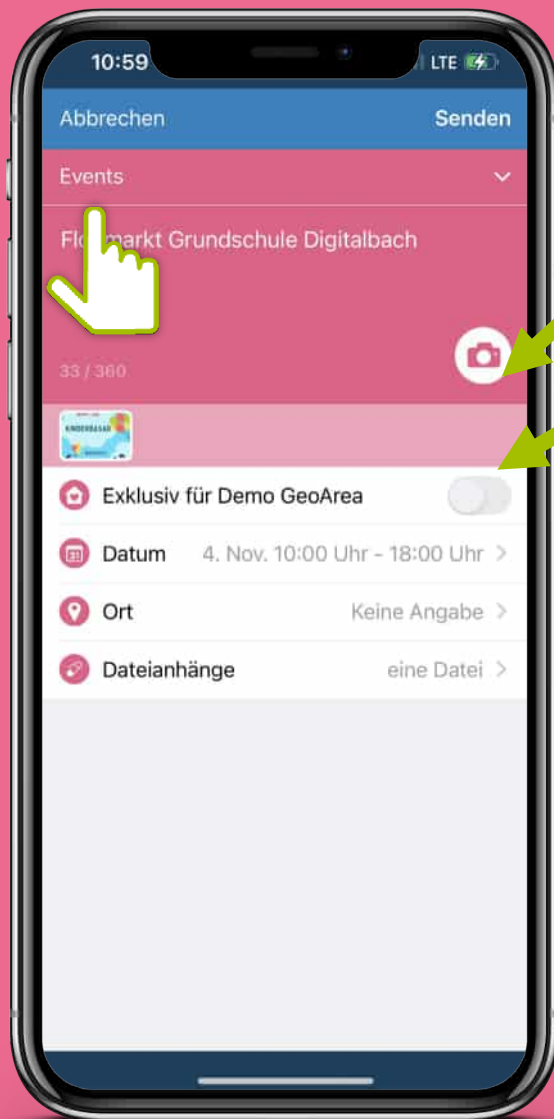 10:59
LTE
Abbrechen
Senden
Events
Grundschule Digitalbach
33 / 360
KINDERBASAR
Exklusiv für Demo GeoArea
Datum
4. Nov. 10:00 Uhr - 18:00 Uhr
Ort
Keine Angabe
Dateianhänge
eine Datei